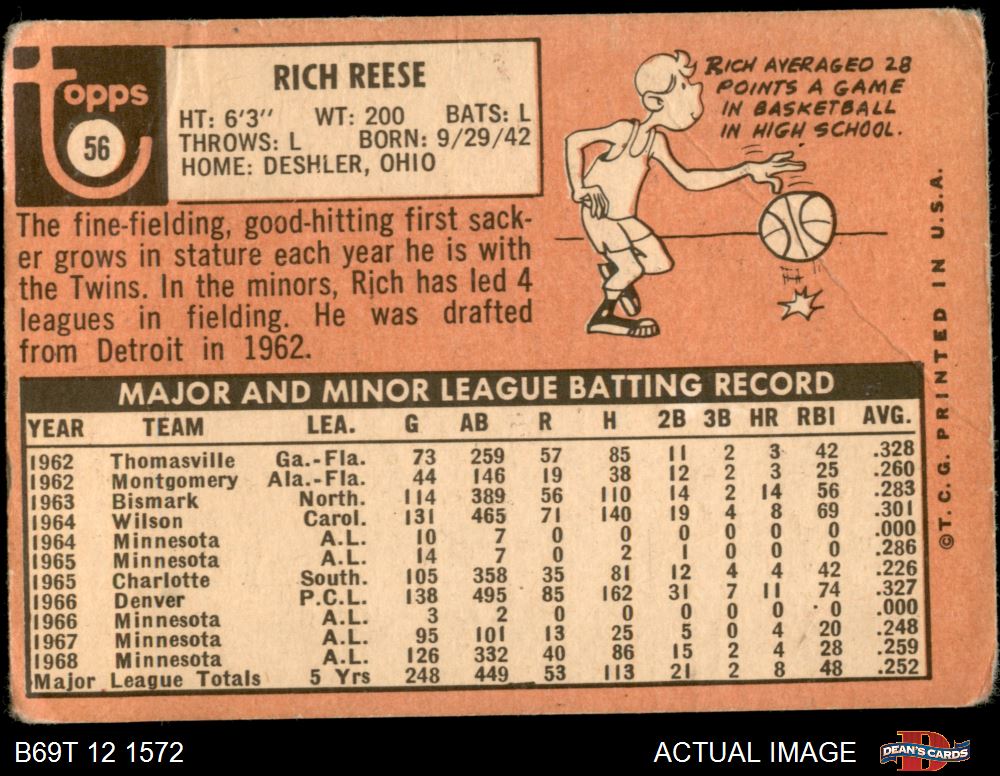 Topps
56
RICH REESE
HT: 6'3" WT: 200 BATS: L
THROWS: L BORN: 9/29/42
HOME: DESHLER, OHIO
RICH AVERAGED 28
POINTS A GAME
IN BASKETBALL
IN HIGH SCHOOL.
The fine-fielding, good-hitting first sack-
er grows in stature each year he is with
the Twins. In the minors, Rich has led 4
leagues in fielding. He was drafted
from Detroit in 1962.
MAJOR AND MINOR LEAGUE BATTING RECORD
YEAR TEAM LEA. G AB R H 2B 3B HR RBI AVG.
1962 Thomasville Ga.-Fla. 73 259 57 85 11 2 3 42 .328
1962 Montgomery Ala.-Fla. 44 146 19 38 12 2 3 25 .260
1963 Bismark North. 114 389 56 110 14 2 14 56 .283
1964 Wilson Carol. 131 465 71 140 19 4 8 69 .301
1964 Minnesota A.L. 10 7 0 0 0 0 0 0 .000
1965 Minnesota A.L. 14 7 0 2 1 0 0 0 .286
1965 Charlotte South. 105 358 35 81 12 4 4 42 .226
1966 Denver P.C.L. 138 495 85 162 31 7 11 74 .327
1966 Minnesota A.L. 3 2 0 0 0 0 0 0 .000
1967 Minnesota A.L. 95 101 13 25 5 0 4 20 .248
1968 Minnesota A.L. 126 332 40 86 15 2 4 28 .259
Major League Totals 5 Yrs 248 449 53 113 21 2 8 48 .252
©T. C. G. PRINTED IN U.S.A.
B69T 12 1572
ACTUAL IMAGE
D
DEAN'S CARDS